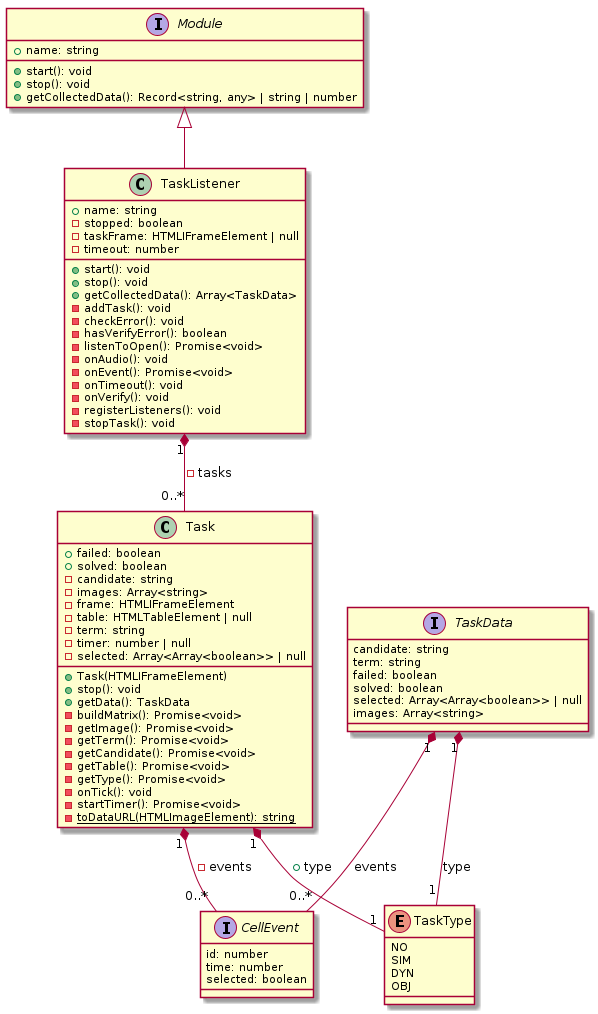 I Module
name: string
start(): void
stop(): void
getCollectedData(): Record<string, any> | string | number
C TaskListener
name: string
stopped: boolean
taskFrame: HTMLIFrameElement | null
timeout: number
start(): void
stop(): void
getCollectedData(): Array<TaskData>
addTask(): void
checkError(): void
hasVerifyError(): boolean
listenToOpen(): Promise<void>
onAudio(): void
onEvent(): Promise<void>
onTimeout(): void
onVerify(): void
registerListeners(): void
stopTask(): void
1
tasks
0..*
C Task
failed: boolean
solved: boolean
candidate: string
images: Array<string>
frame: HTMLIFrameElement
table: HTMLTableElement | null
term: string
timer: number | null
selected: Array<Array<boolean>> | null
Task(HTMLIFrameElement)
stop(): void
getData(): TaskData
buildMatrix(): Promise<void>
getImage(): Promise<void>
getTerm(): Promise<void>
getCandidate(): Promise<void>
getTable(): Promise<void>
getType(): Promise<void>
onTick(): void
startTimer(): Promise<void>
toDataURL(HTMLImageElement): string
I TaskData
candidate: string
term: string
failed: boolean
solved: boolean
selected: Array<Array<boolean>> | null
images: Array<string>
1
1
1
1
events
type
events
type
0..*
0..*
1
1
I CellEvent
id: number
time: number
selected: boolean
E TaskType
NO
SIM
DYN
OBJ